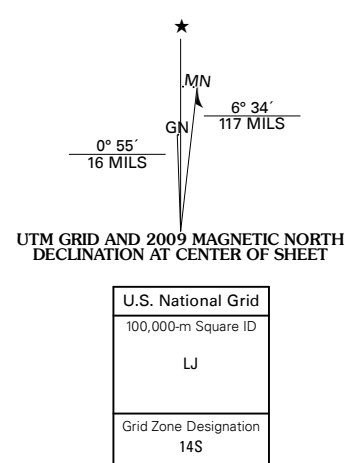 ★
MN
6° 34´
117 MILS
GN
0° 55´
16 MILS
UTM GRID AND 2009 MAGNETIC NORTH
DECLINATION AT CENTER OF SHEET
U.S. National Grid
100,000-m Square ID
LJ
Grid Zone Designation
14S